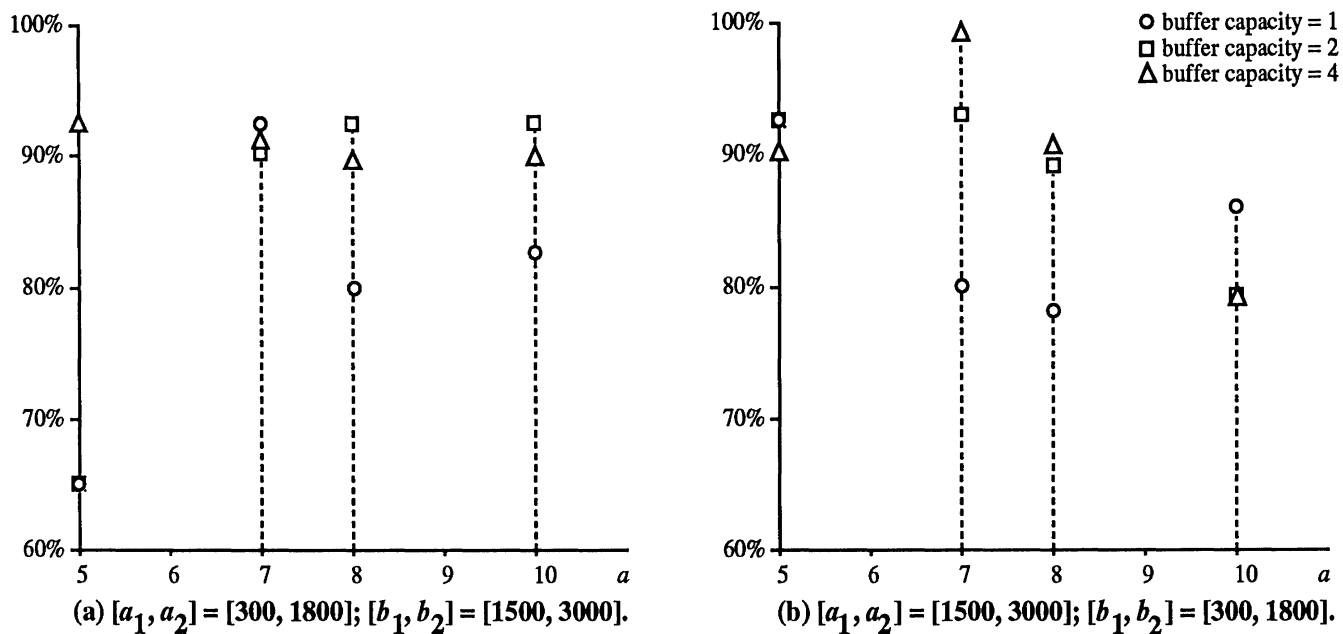 100%
90%
80%
70%
60%
5 6 7 8 9 10 a
(a) [a1, a2] = [300, 1800]; [b1, b2] = [1500, 3000].
100%
90%
80%
70%
60%
5 6 7 8 9 10 a
(b) [a1, a2] = [1500, 3000]; [b1, b2] = [300, 1800].
buffer capacity = 1
buffer capacity = 2
buffer capacity = 4